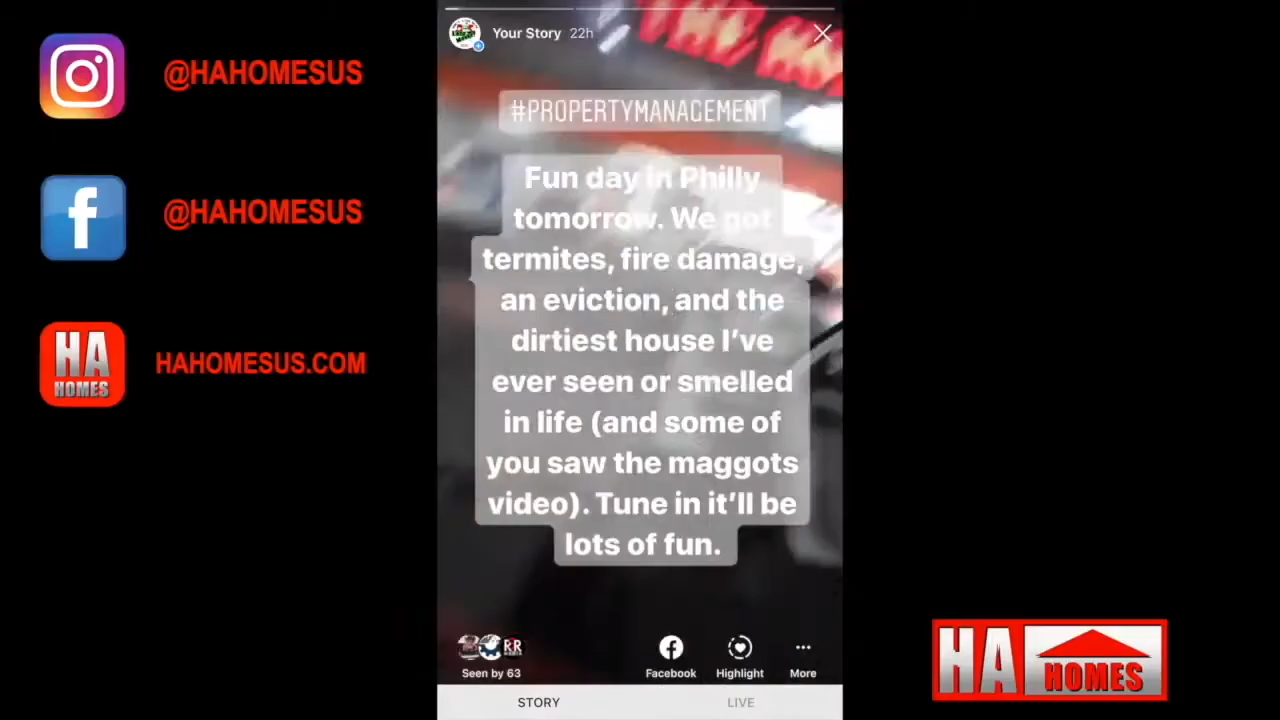 @HAHOMESUS
@HAHOMESUS
HA
HOMES
HAHOMESUS.COM
Your Story 22h
#PROPERTYMANAGEMENT
Fun day in Philly
tomorrow. We got
termites, fire damage,
an eviction, and the
dirtiest house I’ve
ever seen or smelled
in life (and some of
you saw the maggots
video). Tune in it’ll be
lots of fun.
RR
Seen by 63
Facebook
Highlight
More
STORY
LIVE
HA
HOMES